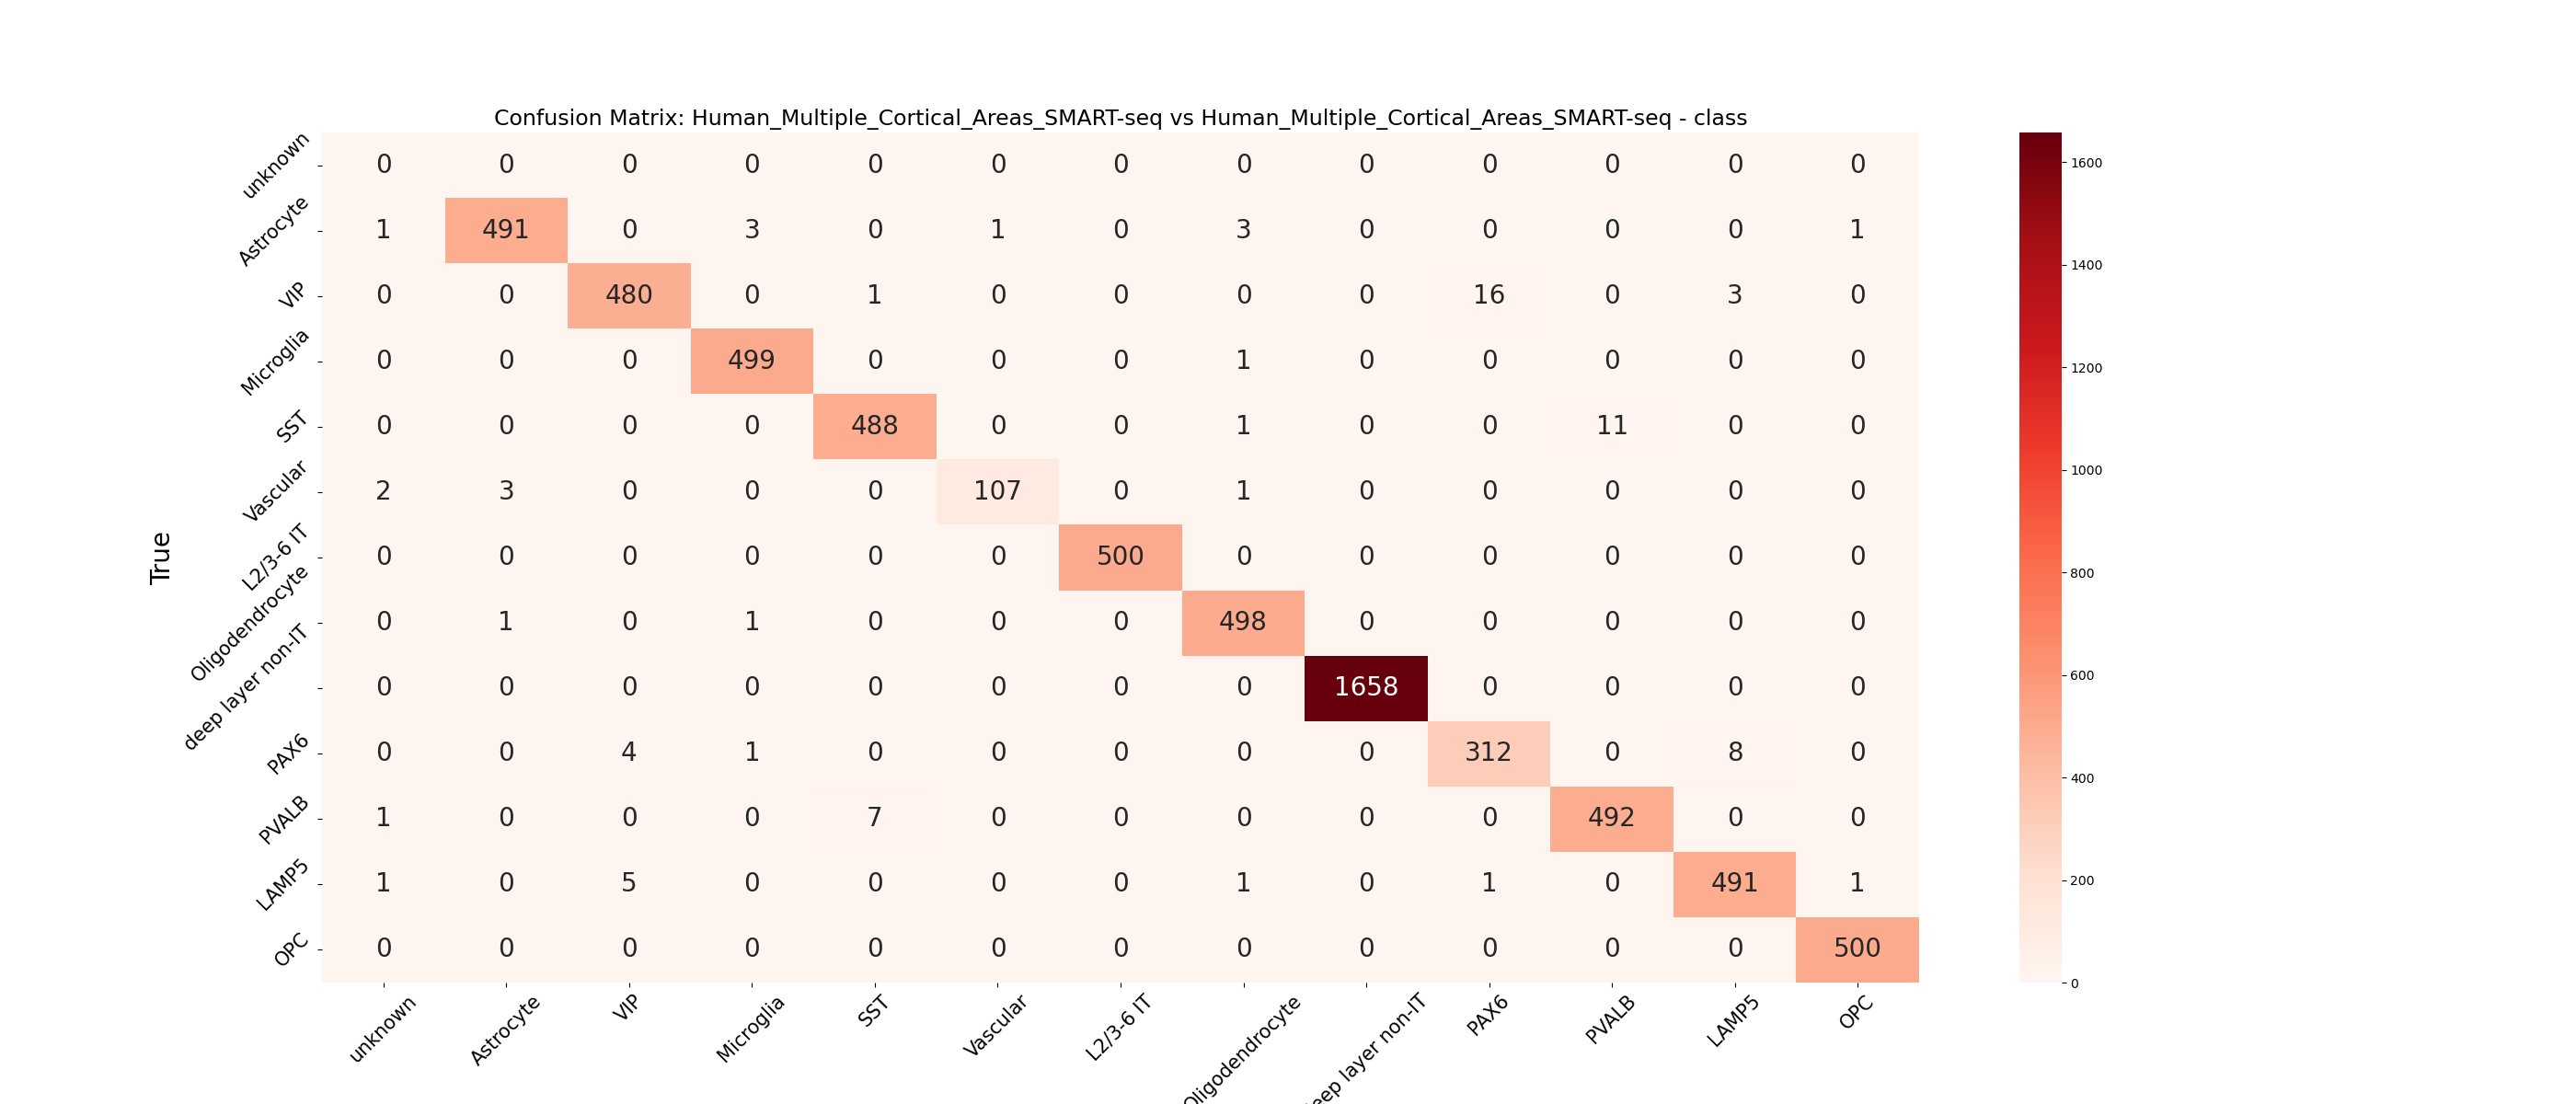 Confusion Matrix: Human_Multiple_Cortical_Areas_SMART-seq vs Human_Multiple_Cortical_Areas_SMART-seq - class
True
unknown 0 0 0 0 0 0 0 0 0 0 0 0 0
Astrocyte 1 491 0 3 0 1 0 3 0 0 0 0 1
VIP 0 0 480 0 1 0 0 0 0 16 0 3 0
Microglia 0 0 0 499 0 0 0 1 0 0 0 0 0
SST 0 0 0 0 488 0 0 1 0 0 11 0 0
Vascular 2 3 0 0 0 107 0 1 0 0 0 0 0
L2/3-6 IT 0 0 0 0 0 0 500 0 0 0 0 0 0
Oligodendrocyte 0 1 0 1 0 0 0 498 0 0 0 0 0
deep layer non-IT 0 0 0 0 0 0 0 0 1658 0 0 0 0
PAX6 0 0 4 1 0 0 0 0 0 312 0 8 0
PVALB 1 0 0 0 7 0 0 0 0 0 492 0 0
LAMP5 1 0 5 0 0 0 0 1 0 1 0 491 1
OPC 0 0 0 0 0 0 0 0 0 0 0 0 500
unknown Astrocyte VIP Microglia SST Vascular L2/3-6 IT Oligodendrocyte eep layer non-IT PAX6 PVALB LAMP5 OPC
1600
1400
1200
1000
800
600
400
200
0